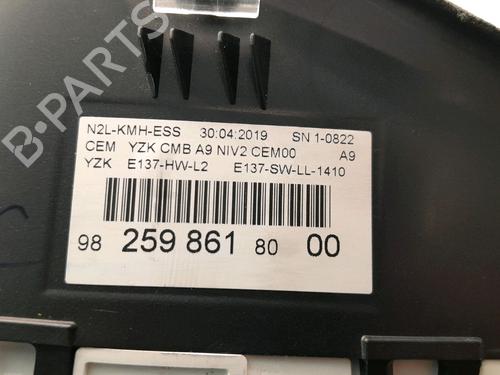 N2L-KMH-ESS 30:04:2019 SN 1-0822
CEM YZK CMB A9 NIV2 CEM00 A9
YZK E137-HW-L2 E137-SW-LL-1410
98 259 861 80 00
B-PARTS